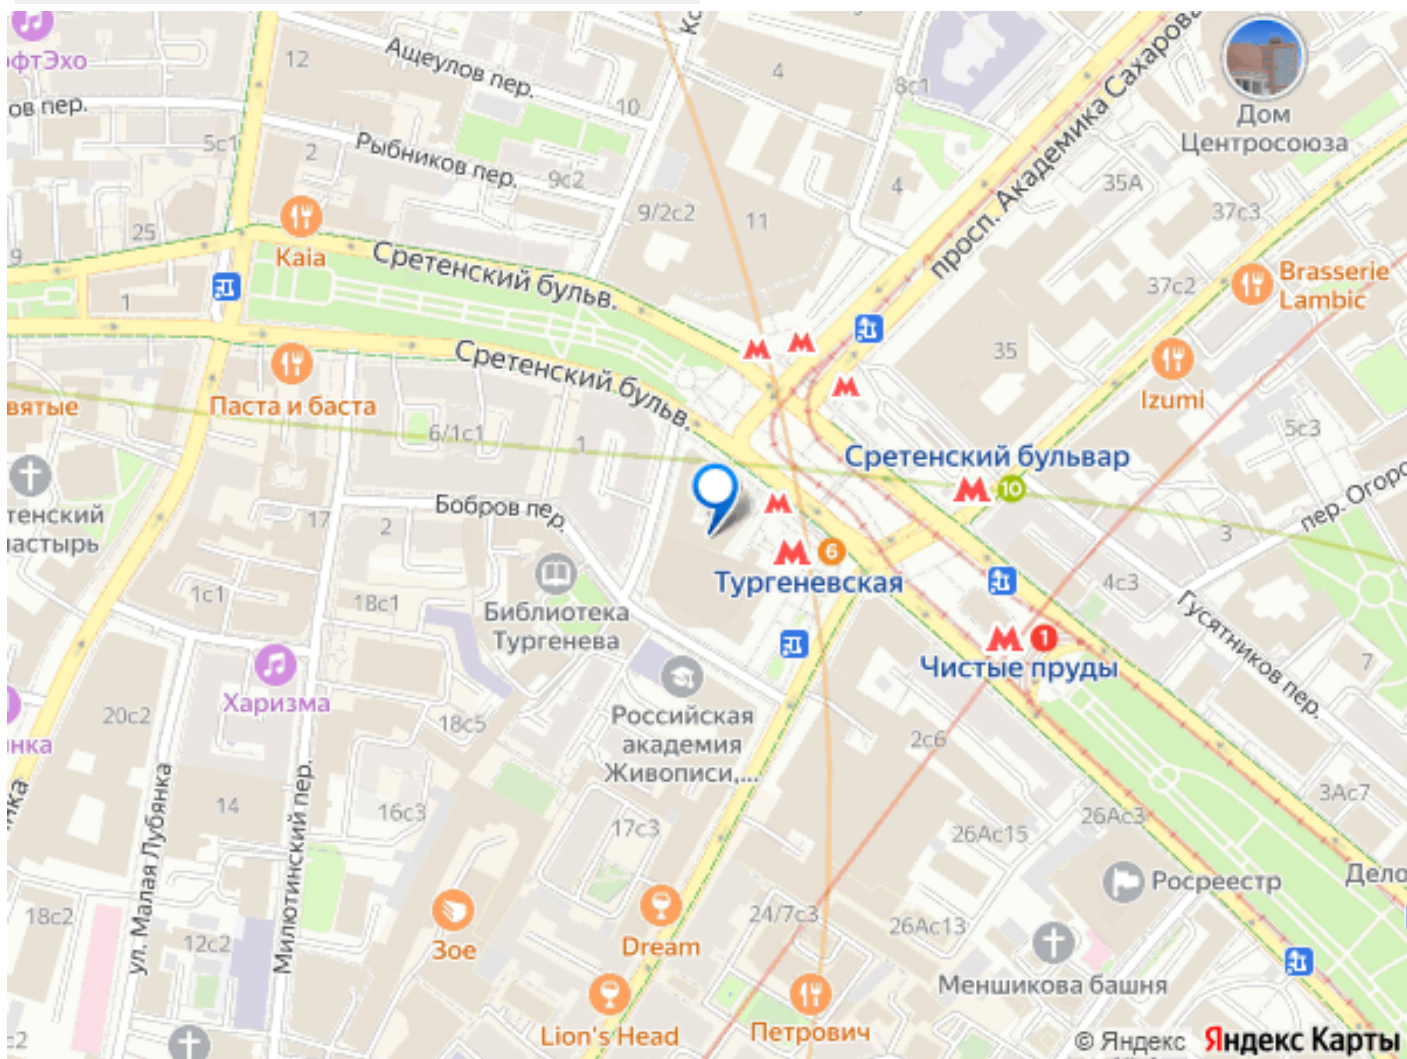 офтЭхо
ов пер.
12
Ащеулов пер.
10
4
8с1
просп. Академика Сахарова
Дом
Центросоюза
5с1
2
Рыбников пер.
9с2
9/2с2
11
4
35А
37с3
25
9
Kaia
Сретенский бульв.
1
37с2
Brasserie
Lambic
35
Izumi
Сретенский бульв.
Паста и баста
вятые
6/1с1
1
5с3
Сретенский бульвар
10
пер. Огоро
тенский
астырь
17
2
Бобров пер.
6
Тургеневская
3
4с3
1с1
18с1
Библиотека
Тургенева
Гусятников пер.
1
Чистые пруды
7
Харизма
20с2
нка
18с5
Российская
академия
Живописи,...
2с6
ул. Малая Лубянка
14
Милютинский пер.
16с3
17с3
3Ас7
26Ас3
26Ас15
Росреестр
Дело
18с2
12с2
Зое
Dream
24/7с3
26Ас13
Меншикова башня
с2
Lion's Head
Петрович
© Яндекс Яндекс Карты